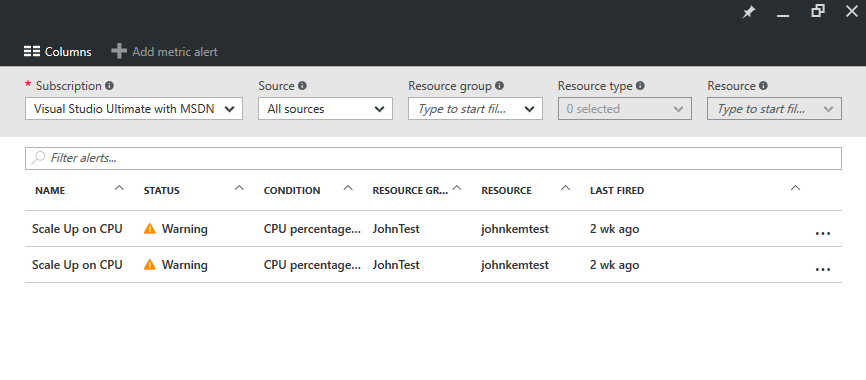 Columns Add metric alert
* Subscription Source Resource group Resource type Resource
Visual Studio Ultimate with MSDN All sources Type to start fil... 0 selected Type to start fil...
Filter alerts...
NAME STATUS CONDITION RESOURCE GR... RESOURCE LAST FIRED
Scale Up on CPU Warning CPU percentage... JohnTest johnkemtest 2 wk ago ...
Scale Up on CPU Warning CPU percentage... JohnTest johnkemtest 2 wk ago ...